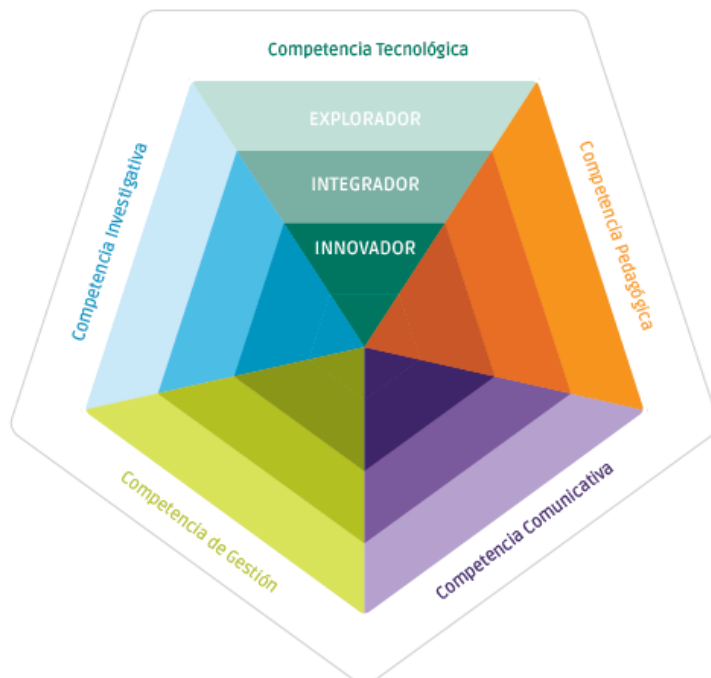 Competencia Tecnológica
EXPLORADOR
INTEGRADOR
INNOVADOR
Competencia Investigativa
Competencia Pedagógica
Competencia de Gestión
Competencia Comunicativa